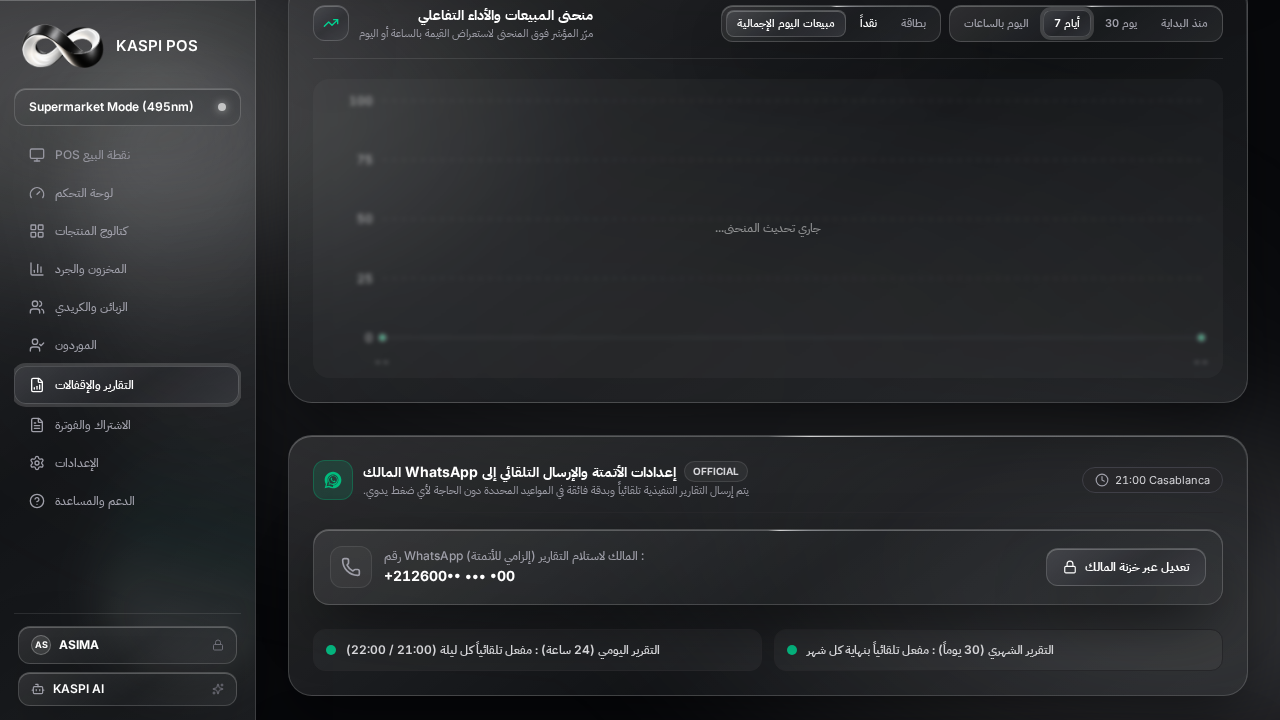 KASPI POS
Supermarket Mode (495nm)
نقطة البيع POS
لوحة التحكم
كتالوج المنتجات
المخزون والجرد
الزبائن والكريدي
الموردون
التقارير والإقفالات
الاشتراك والفوترة
الإعدادات
الدعم والمساعدة
AS ASIMA
KASPI AI
منحنى المبيعات والأداء التفاعلي
مرّر المؤشر فوق المنحنى لاستعراض القيمة بالساعة أو اليوم
مبيعات اليوم الإجمالية
نقداً
بطاقة
اليوم بالساعات
7 أيام
30 يوم
منذ البداية
100
75
50
25
0
جاري تحديث المنحنى...
إعدادات الأتمتة والإرسال التلقائي إلى WhatsApp المالك
OFFICIAL
يتم إرسال التقارير التنفيذية تلقائياً وبدقة فائقة في المواعيد المحددة دون الحاجة لأي ضغط يدوي.
21:00 Casablanca
رقم WhatsApp المالك لاستلام التقارير (إلزامي للأتمتة) :
+212600•• ••• •00
تعديل عبر خزنة المالك
التقرير اليومي (24 ساعة) : مفعل تلقائياً كل ليلة (21:00 / 22:00)
التقرير الشهري (30 يوماً) : مفعل تلقائياً بنهاية كل شهر